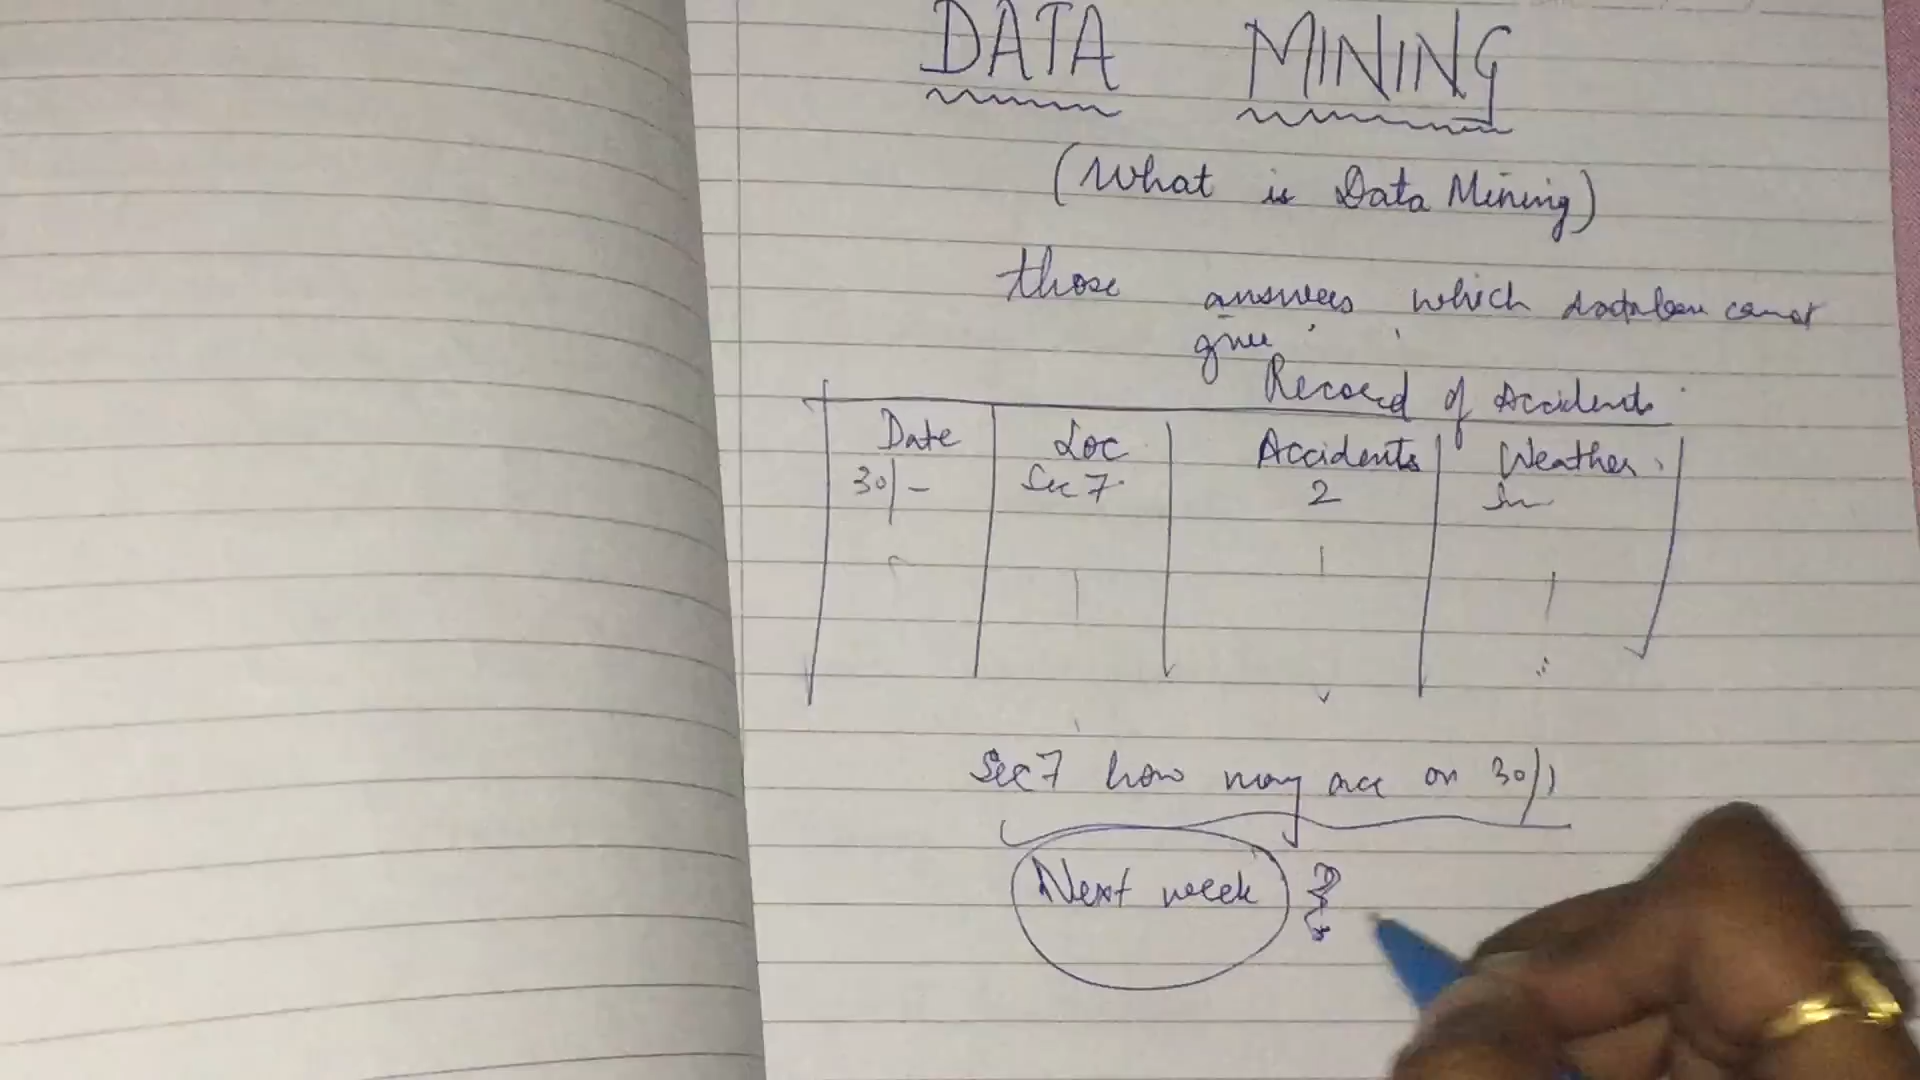 DATA MINING
(What is Data Mining)
those answers which database cannot
give
Record of Accidents
Date Loc Accidents Weather
30/- Sec 7 2
Sec 7 how many acc on 30/1
Next week ?